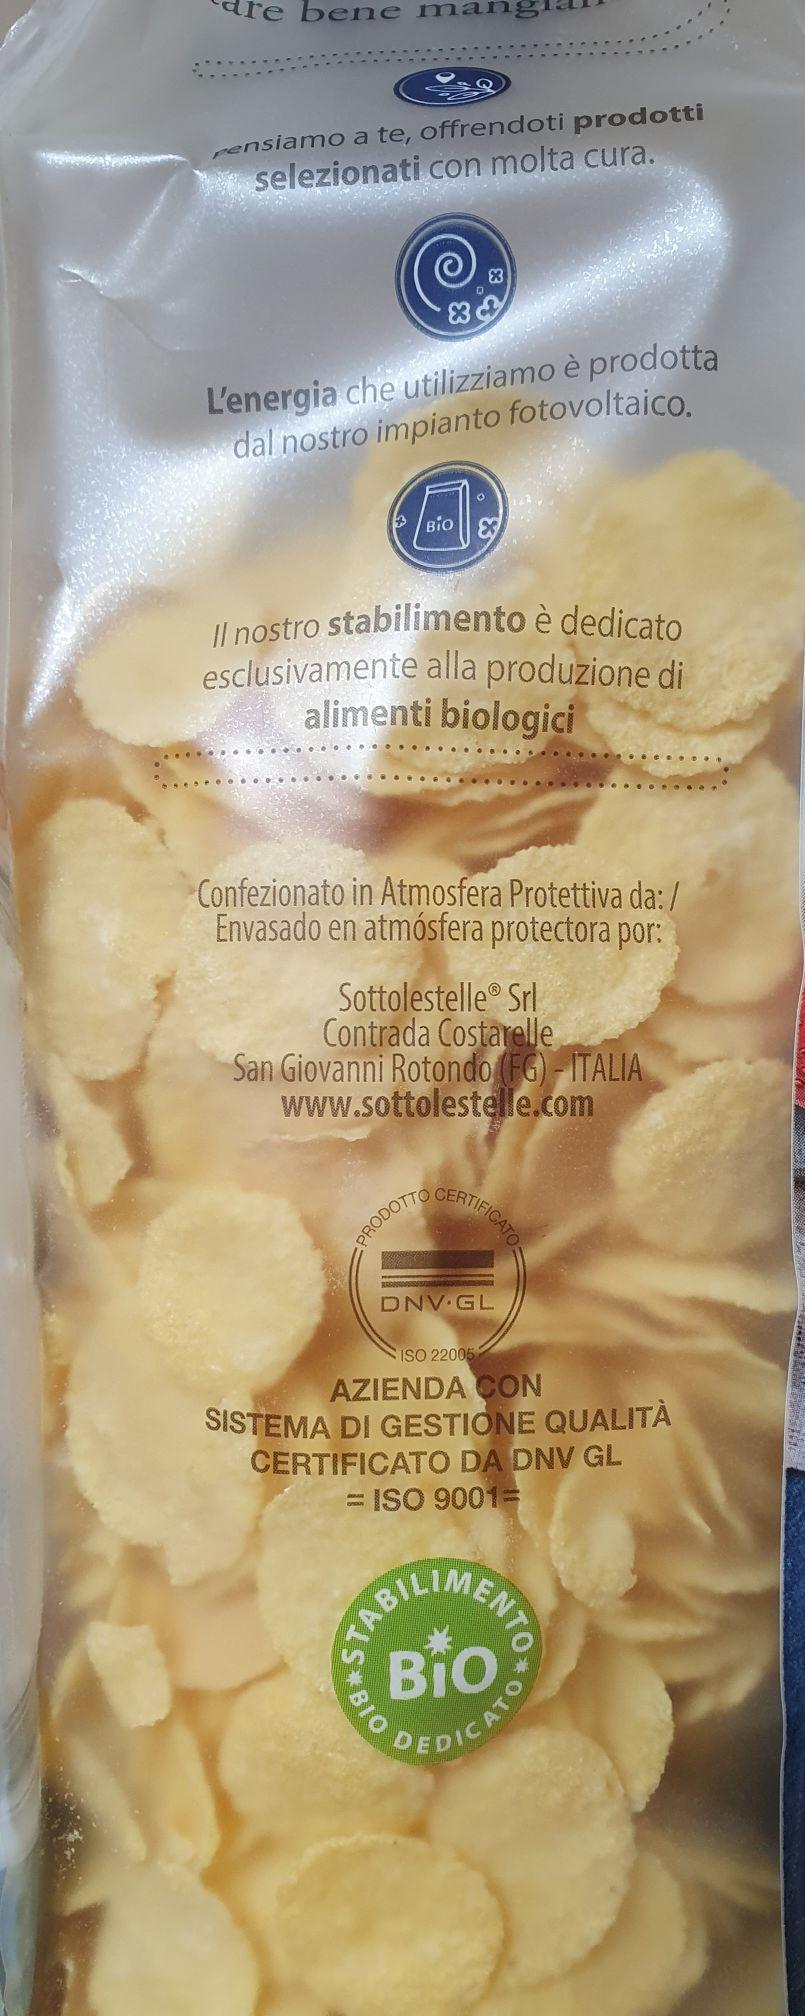 bene
Pensiamo a te, offrendoti prodotti
selezionati con molta cura.
L'energia che utilizziamo è prodotta
dal nostro impianto fotovoltaico.
BiO
Il nostro stabilimento è dedicato
esclusivamente alla produzione di
alimenti biologici
Confezionato in Atmosfera Protettiva da: /
Envasado en atmósfera protectora por:
Sottolestelle® Srl
Contrada Costarelle
San Giovanni Rotondo (FG) - ITALIA
www.sottolestelle.com
PRODOTTO CERTIFICATO
DNV·GL
ISO 22005
AZIENDA CON
SISTEMA DI GESTIONE QUALITÀ
CERTIFICATO DA DNV GL
= ISO 9001=
STABILIMENTO
BiO
BIO DEDICATO